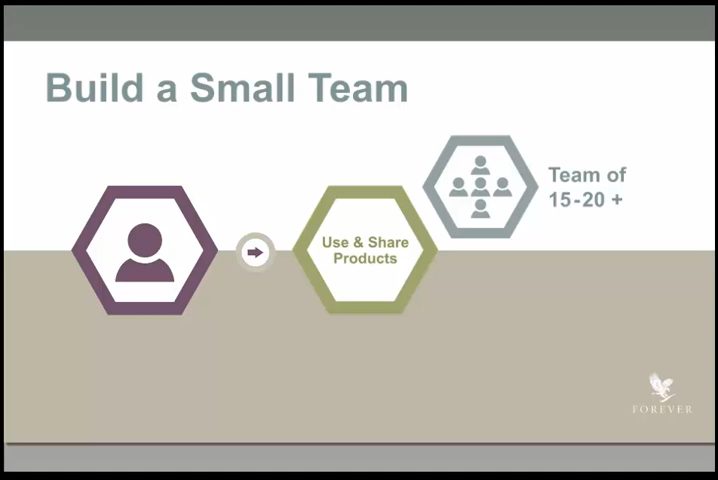 Build a Small Team
Team of
15-20 +
Use & Share
Products
FOREVER